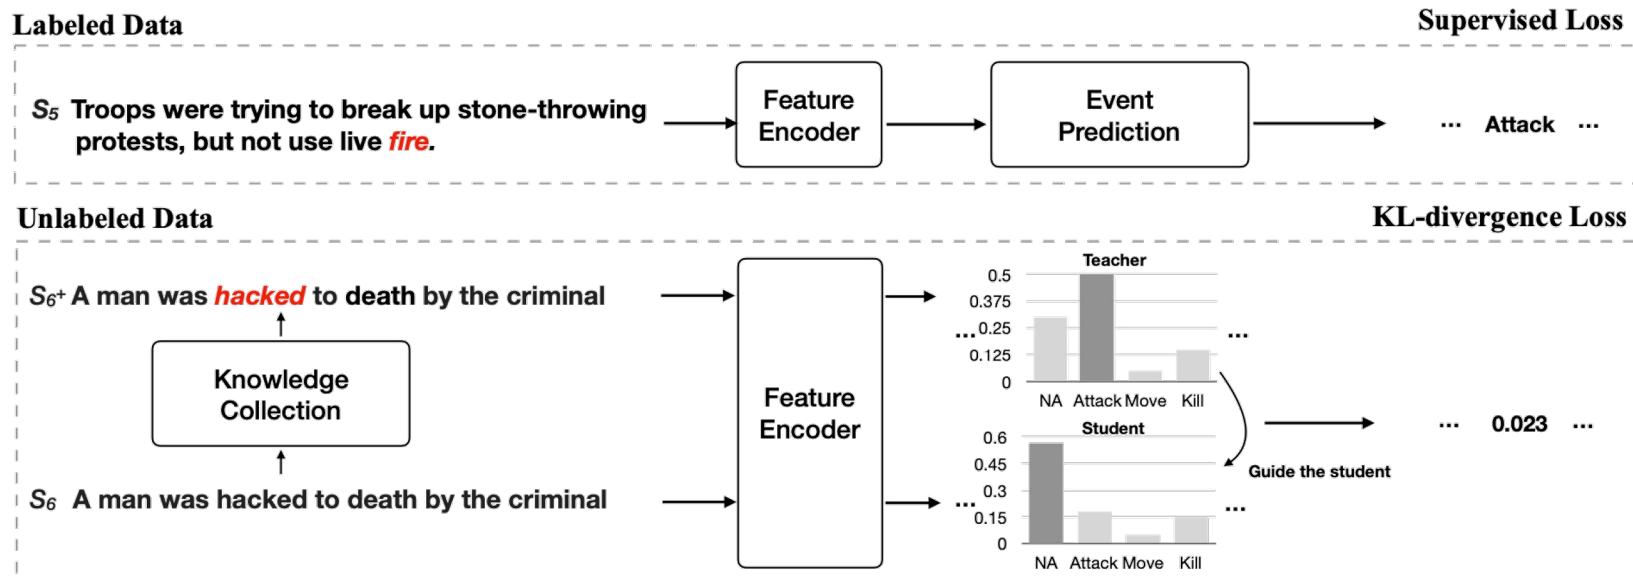 Labeled Data
Supervised Loss
S5 Troops were trying to break up stone-throwing
protests, but not use live fire.
Feature
Encoder
Event
Prediction
... Attack ...
Unlabeled Data
KL-divergence Loss
S6+ A man was hacked to death by the criminal
Knowledge
Collection
S6 A man was hacked to death by the criminal
Feature
Encoder
Teacher
0.5
0.375
0.25
0.125
0
... ...
NA Attack Move Kill
Student
0.6
0.45
0.3
0.15
0
... ...
NA Attack Move Kill
Guide the student
... 0.023 ...